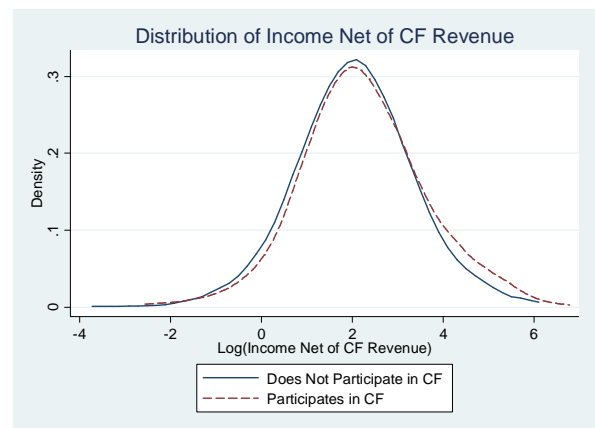 Distribution of Income Net of CF Revenue
Density
.3
.2
.1
0
-4
-2
0
2
4
6
Log(Income Net of CF Revenue)
Does Not Participate in CF
Participates in CF